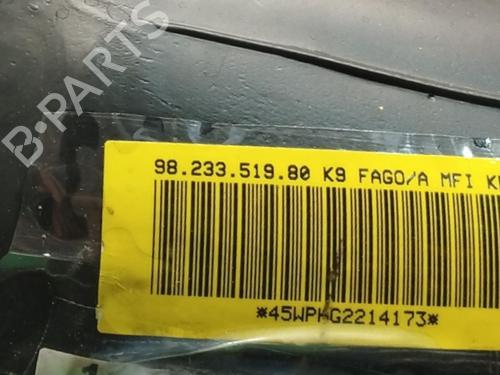 B-PARTS
98.233.519.80 K9 FAGO/A MFI
*45WPHG2214173*